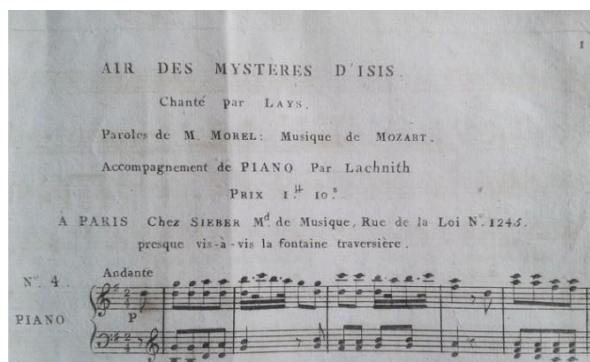 1
AIR DES MYSTERES D'ISIS.
Chanté par LAYS.
Paroles de M. MOREL: Musique de MOZART.
Accompagnement de PIANO Par Lachnith
PRIX 1.# 10.s
A PARIS Chez SIEBER Md. de Musique, Rue de la Loi No. 1245.
presque vis-à-vis la fontaine traversière.
No. 4.
Andante
PIANO
p